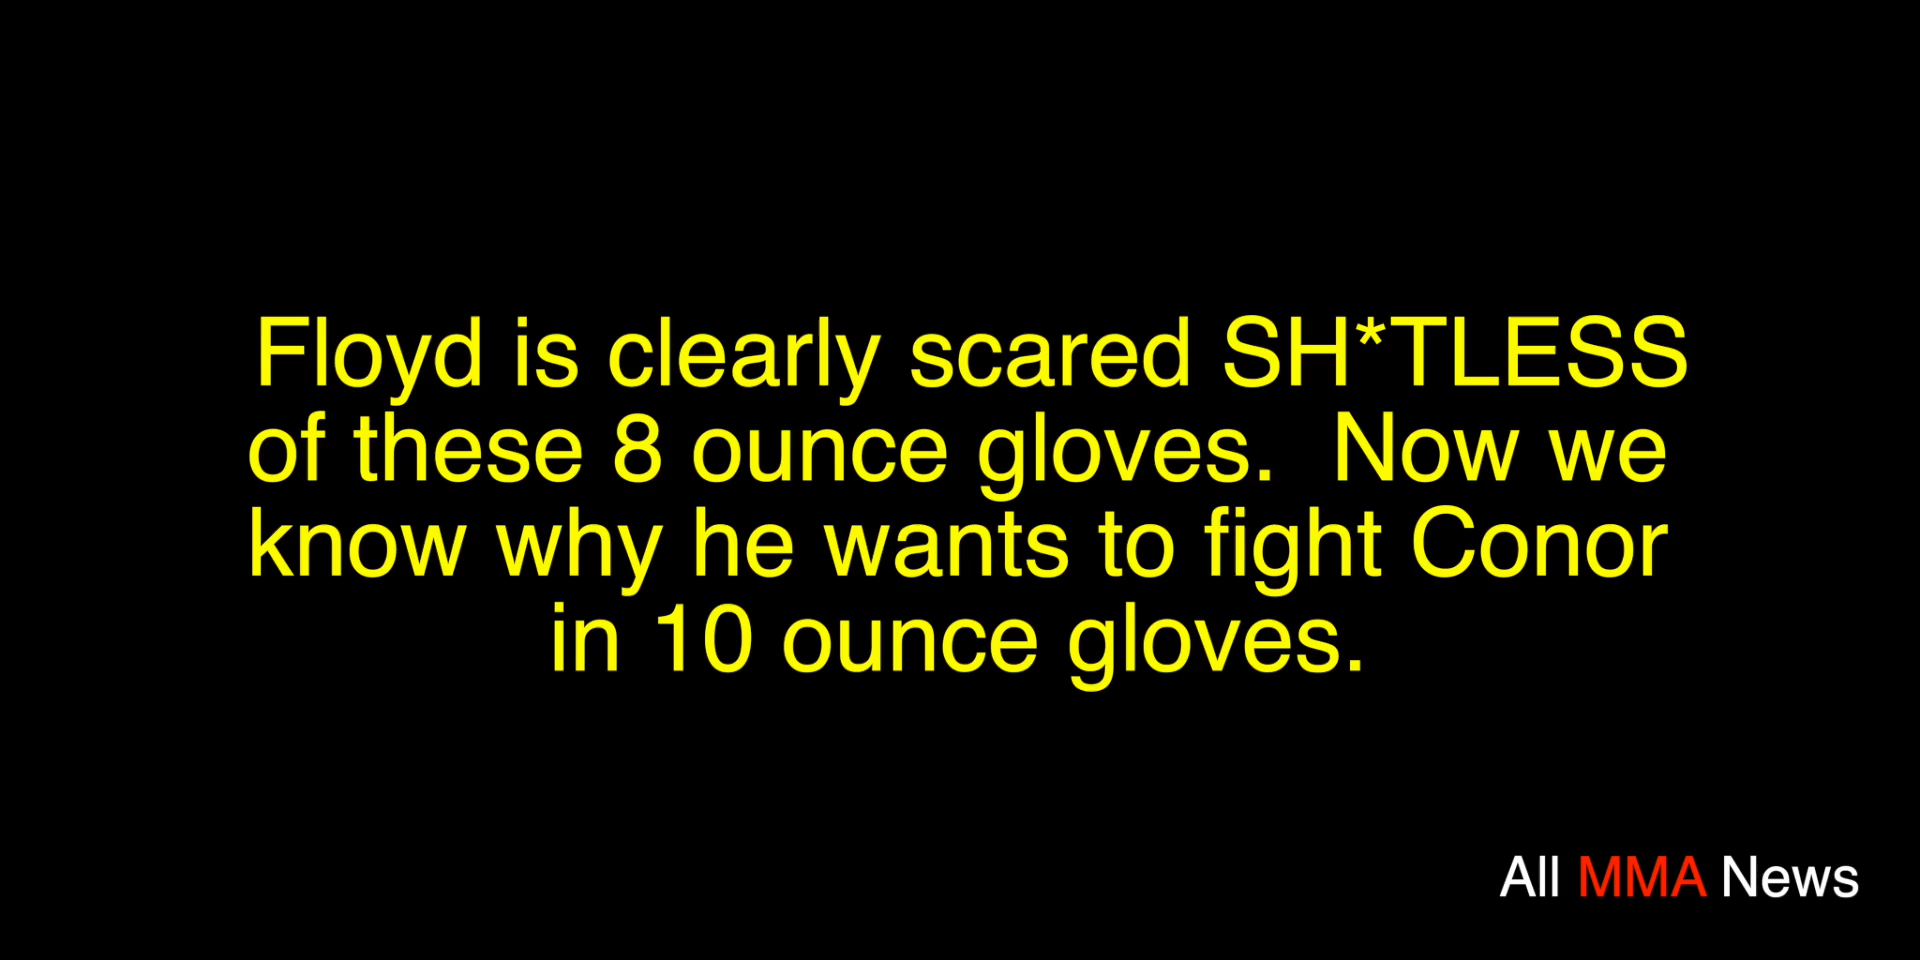 Floyd is clearly scared SH*TLESS
of these 8 ounce gloves.  Now we
know why he wants to fight Conor
in 10 ounce gloves.
All MMA News